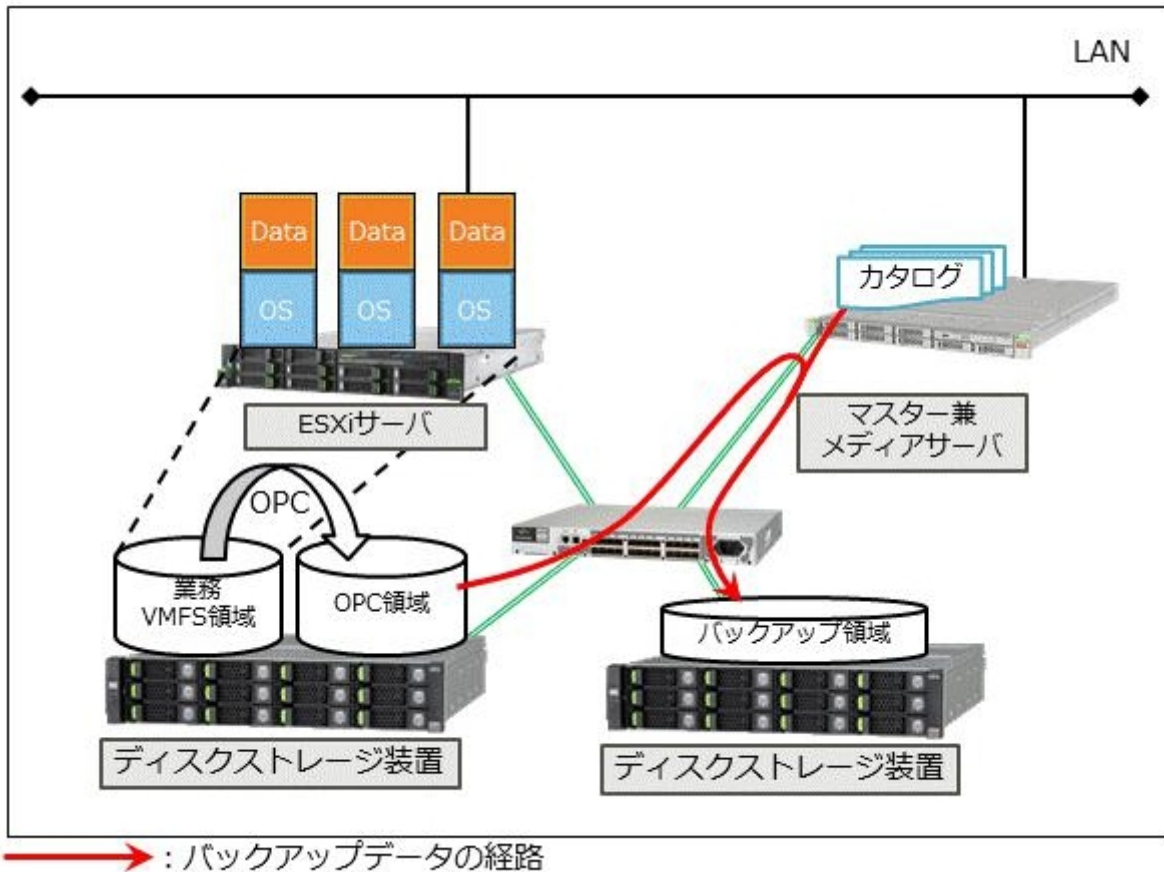 LAN
Data
Data
Data
OS
OS
OS
カタログ
ESXiサーバ
マスター兼
メディアサーバ
OPC
業務
VMFS領域
OPC領域
バックアップ領域
ディスクストレージ装置
ディスクストレージ装置
：バックアップデータの経路